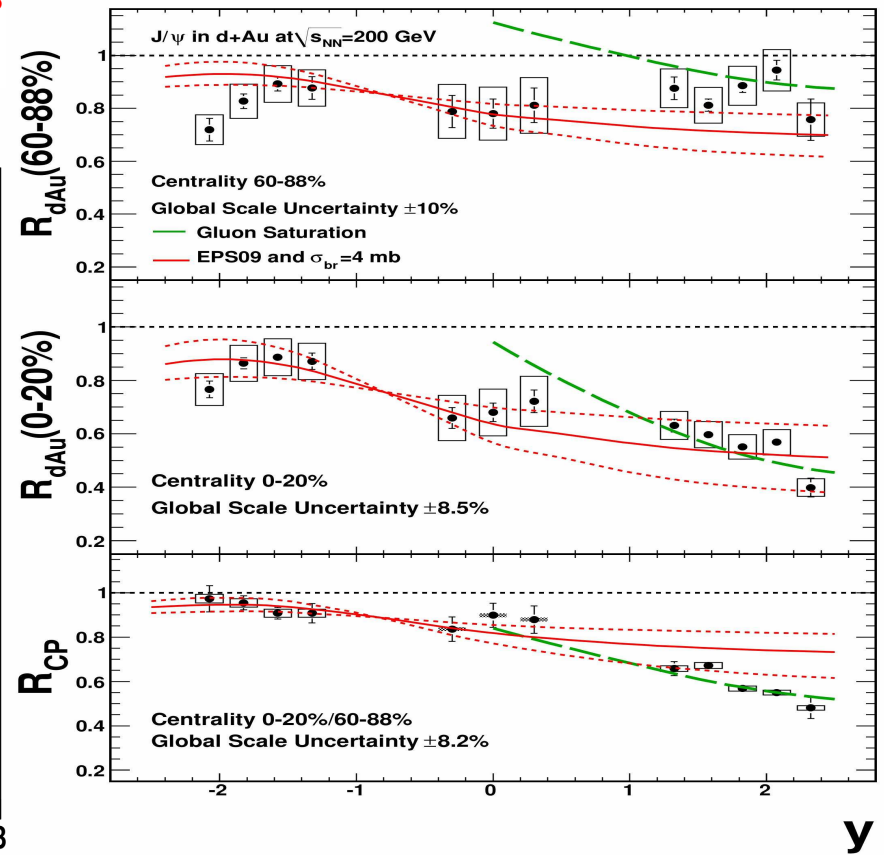 J/ψ in d+Au at √s_NN=200 GeV
R_dAu(60-88%)
1
0.8
0.6
0.4
0.2
Centrality 60-88%
Global Scale Uncertainty ±10%
Gluon Saturation
EPS09 and σ_br=4 mb
R_dAu(0-20%)
1
0.8
0.6
0.4
0.2
Centrality 0-20%
Global Scale Uncertainty ±8.5%
R_CP
1
0.8
0.6
0.4
0.2
Centrality 0-20%/60-88%
Global Scale Uncertainty ±8.2%
-2 -1 0 1 2
y